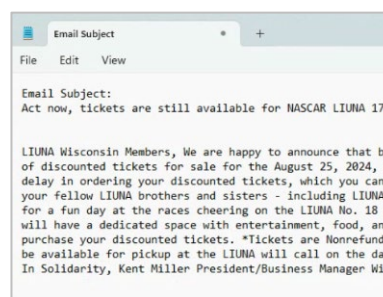 Email Subject
File Edit View
Email Subject:
Act now, tickets are still available for NASCAR LIUNA 17
LIUNA Wisconsin Members, We are happy to announce that b
of discounted tickets for sale for the August 25, 2024,
delay in ordering your discounted tickets, which you can
your fellow LIUNA brothers and sisters - including LIUNA
for a fun day at the races cheering on the LIUNA No. 18
will have a dedicated space with entertainment, food, an
purchase your discounted tickets. *Tickets are Nonrefund
be available for pickup at the LIUNA will call on the da
In Solidarity, Kent Miller President/Business Manager Wi